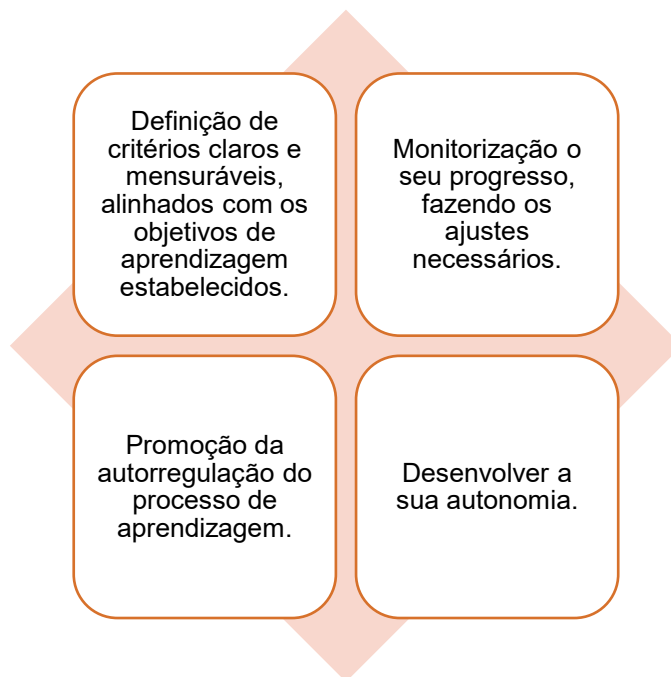 Definição de
critérios claros e
mensuráveis,
alinhados com os
objetivos de
aprendizagem
estabelecidos.
Monitorização o
seu progresso,
fazendo os
ajustes
necessários.
Promoção da
autorregulação do
processo de
aprendizagem.
Desenvolver a
sua autonomia.